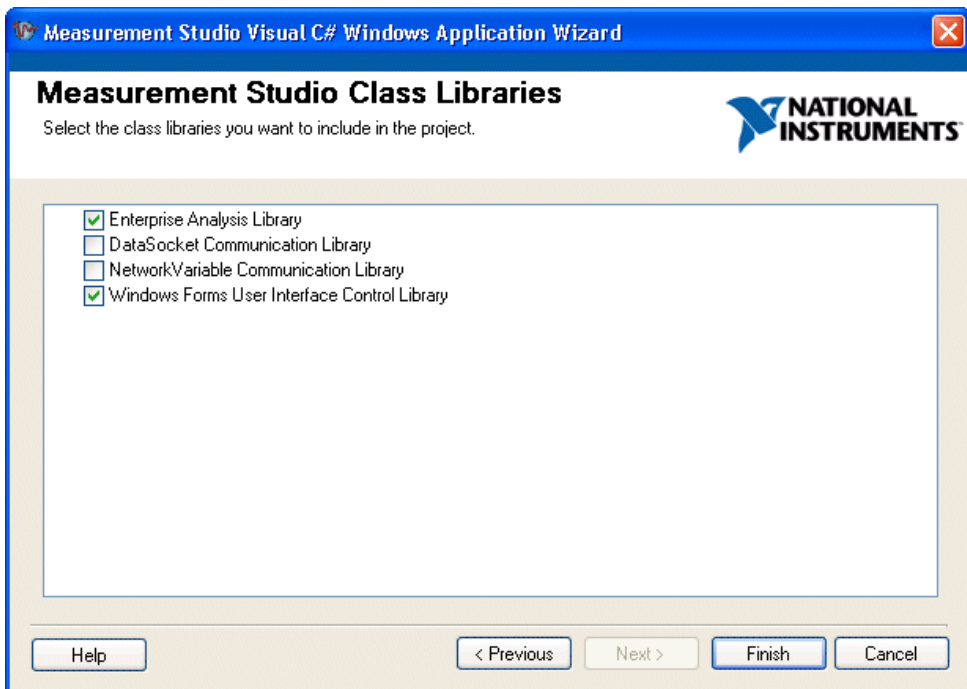 Measurement Studio Visual C# Windows Application Wizard
Measurement Studio Class Libraries
Select the class libraries you want to include in the project.
NATIONAL
INSTRUMENTS
Enterprise Analysis Library
DataSocket Communication Library
NetworkVariable Communication Library
Windows Forms User Interface Control Library
Help
< Previous
Next >
Finish
Cancel